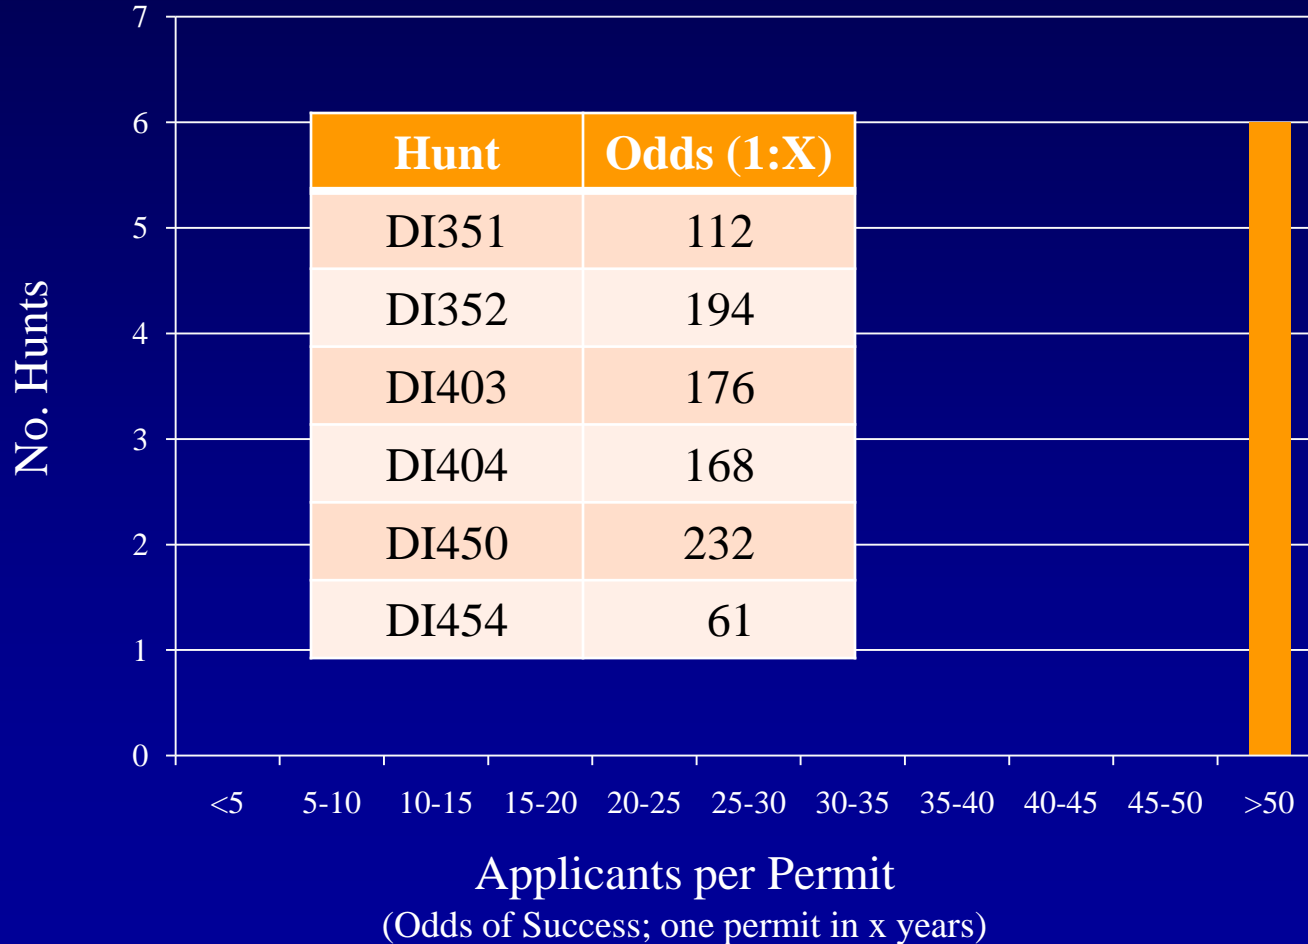 7
6
5
4
3
2
1
0
No. Hunts
Hunt Odds (1:X)
DI351 112
DI352 194
DI403 176
DI404 168
DI450 232
DI454 61
<5 5-10 10-15 15-20 20-25 25-30 30-35 35-40 40-45 45-50 >50
Applicants per Permit
(Odds of Success; one permit in x years)